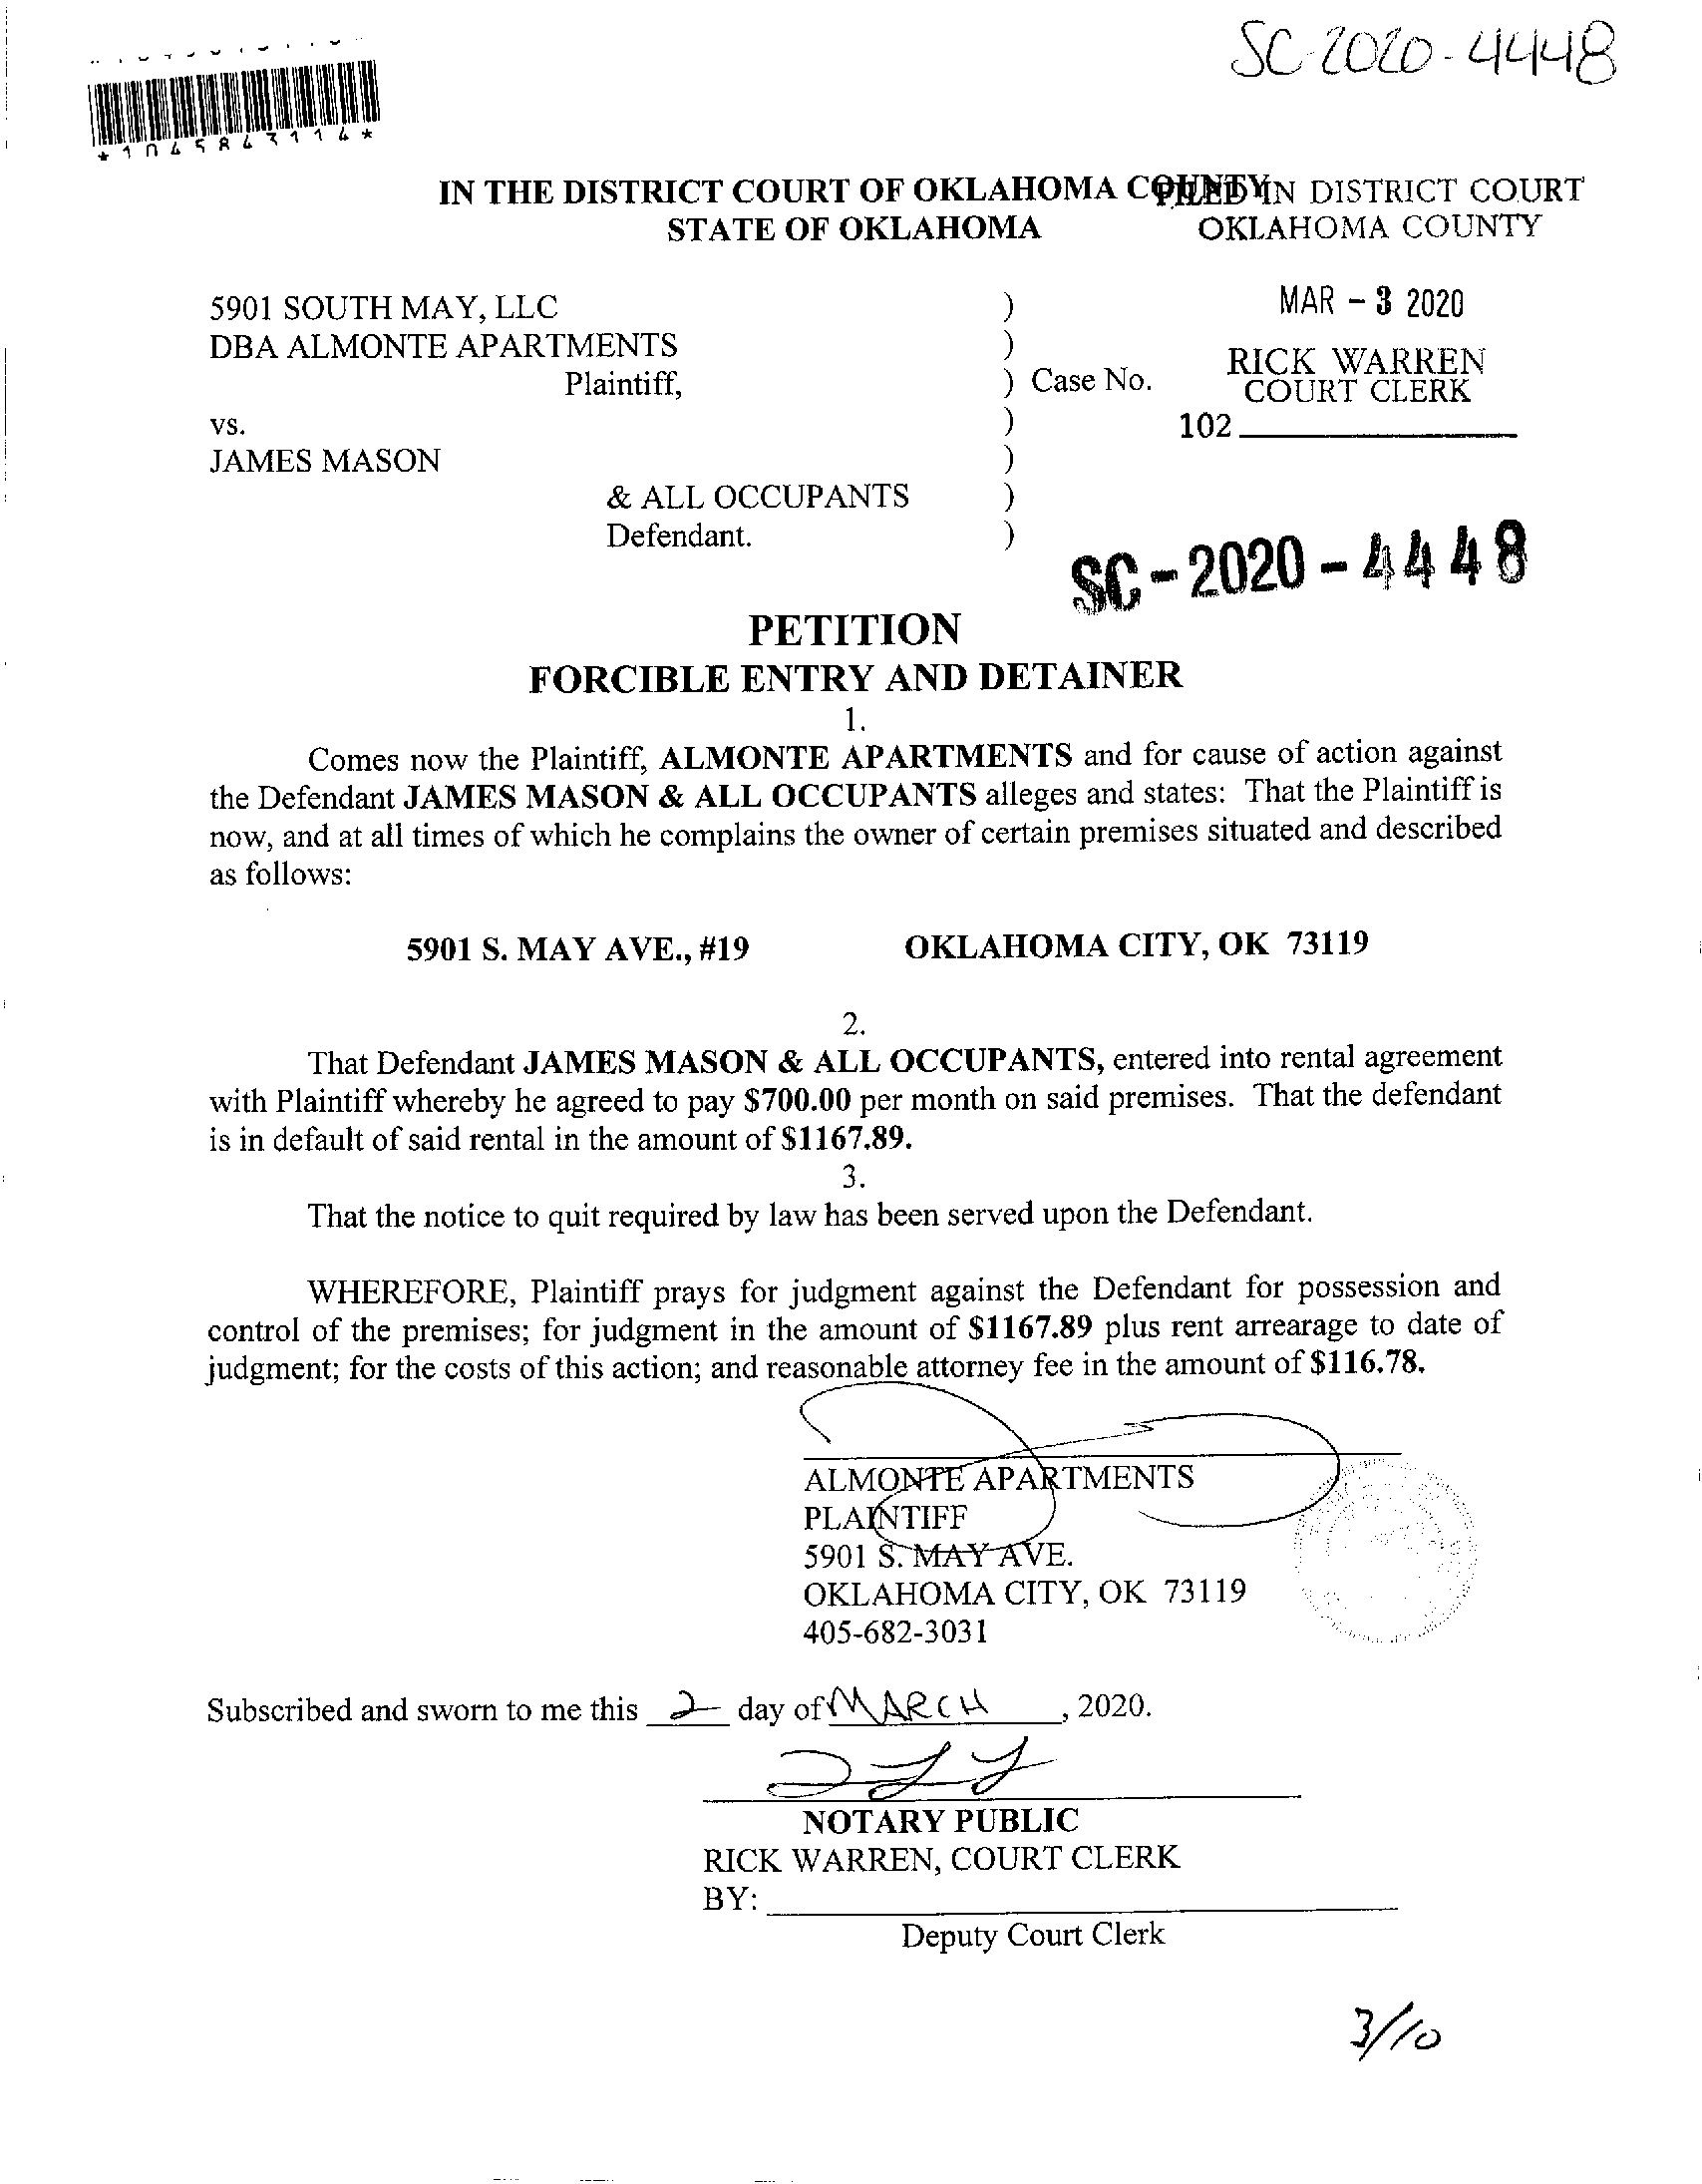 SC-2020-4448
*1045843114*
IN THE DISTRICT COURT OF OKLAHOMA COUNTY
STATE OF OKLAHOMA
FILED IN DISTRICT COURT
OKLAHOMA COUNTY
MAR - 3 2020
RICK WARREN
COURT CLERK
102
5901 SOUTH MAY, LLC )
DBA ALMONTE APARTMENTS )
Plaintiff, ) Case No.
vs. )
JAMES MASON )
& ALL OCCUPANTS )
Defendant. )
SC-2020-4448
PETITION
FORCIBLE ENTRY AND DETAINER
1.
Comes now the Plaintiff, ALMONTE APARTMENTS and for cause of action against
the Defendant JAMES MASON & ALL OCCUPANTS alleges and states: That the Plaintiff is
now, and at all times of which he complains the owner of certain premises situated and described
as follows:
5901 S. MAY AVE., #19 OKLAHOMA CITY, OK 73119
2.
That Defendant JAMES MASON & ALL OCCUPANTS, entered into rental agreement
with Plaintiff whereby he agreed to pay $700.00 per month on said premises. That the defendant
is in default of said rental in the amount of $1167.89.
3.
That the notice to quit required by law has been served upon the Defendant.
WHEREFORE, Plaintiff prays for judgment against the Defendant for possession and
control of the premises; for judgment in the amount of $1167.89 plus rent arrearage to date of
judgment; for the costs of this action; and reasonable attorney fee in the amount of $116.78.
ALMONTE APARTMENTS
PLAINTIFF
5901 S. MAY AVE.
OKLAHOMA CITY, OK 73119
405-682-3031
Subscribed and sworn to me this 2 day of MARCH, 2020.
NOTARY PUBLIC
RICK WARREN, COURT CLERK
BY:
Deputy Court Clerk
3/10